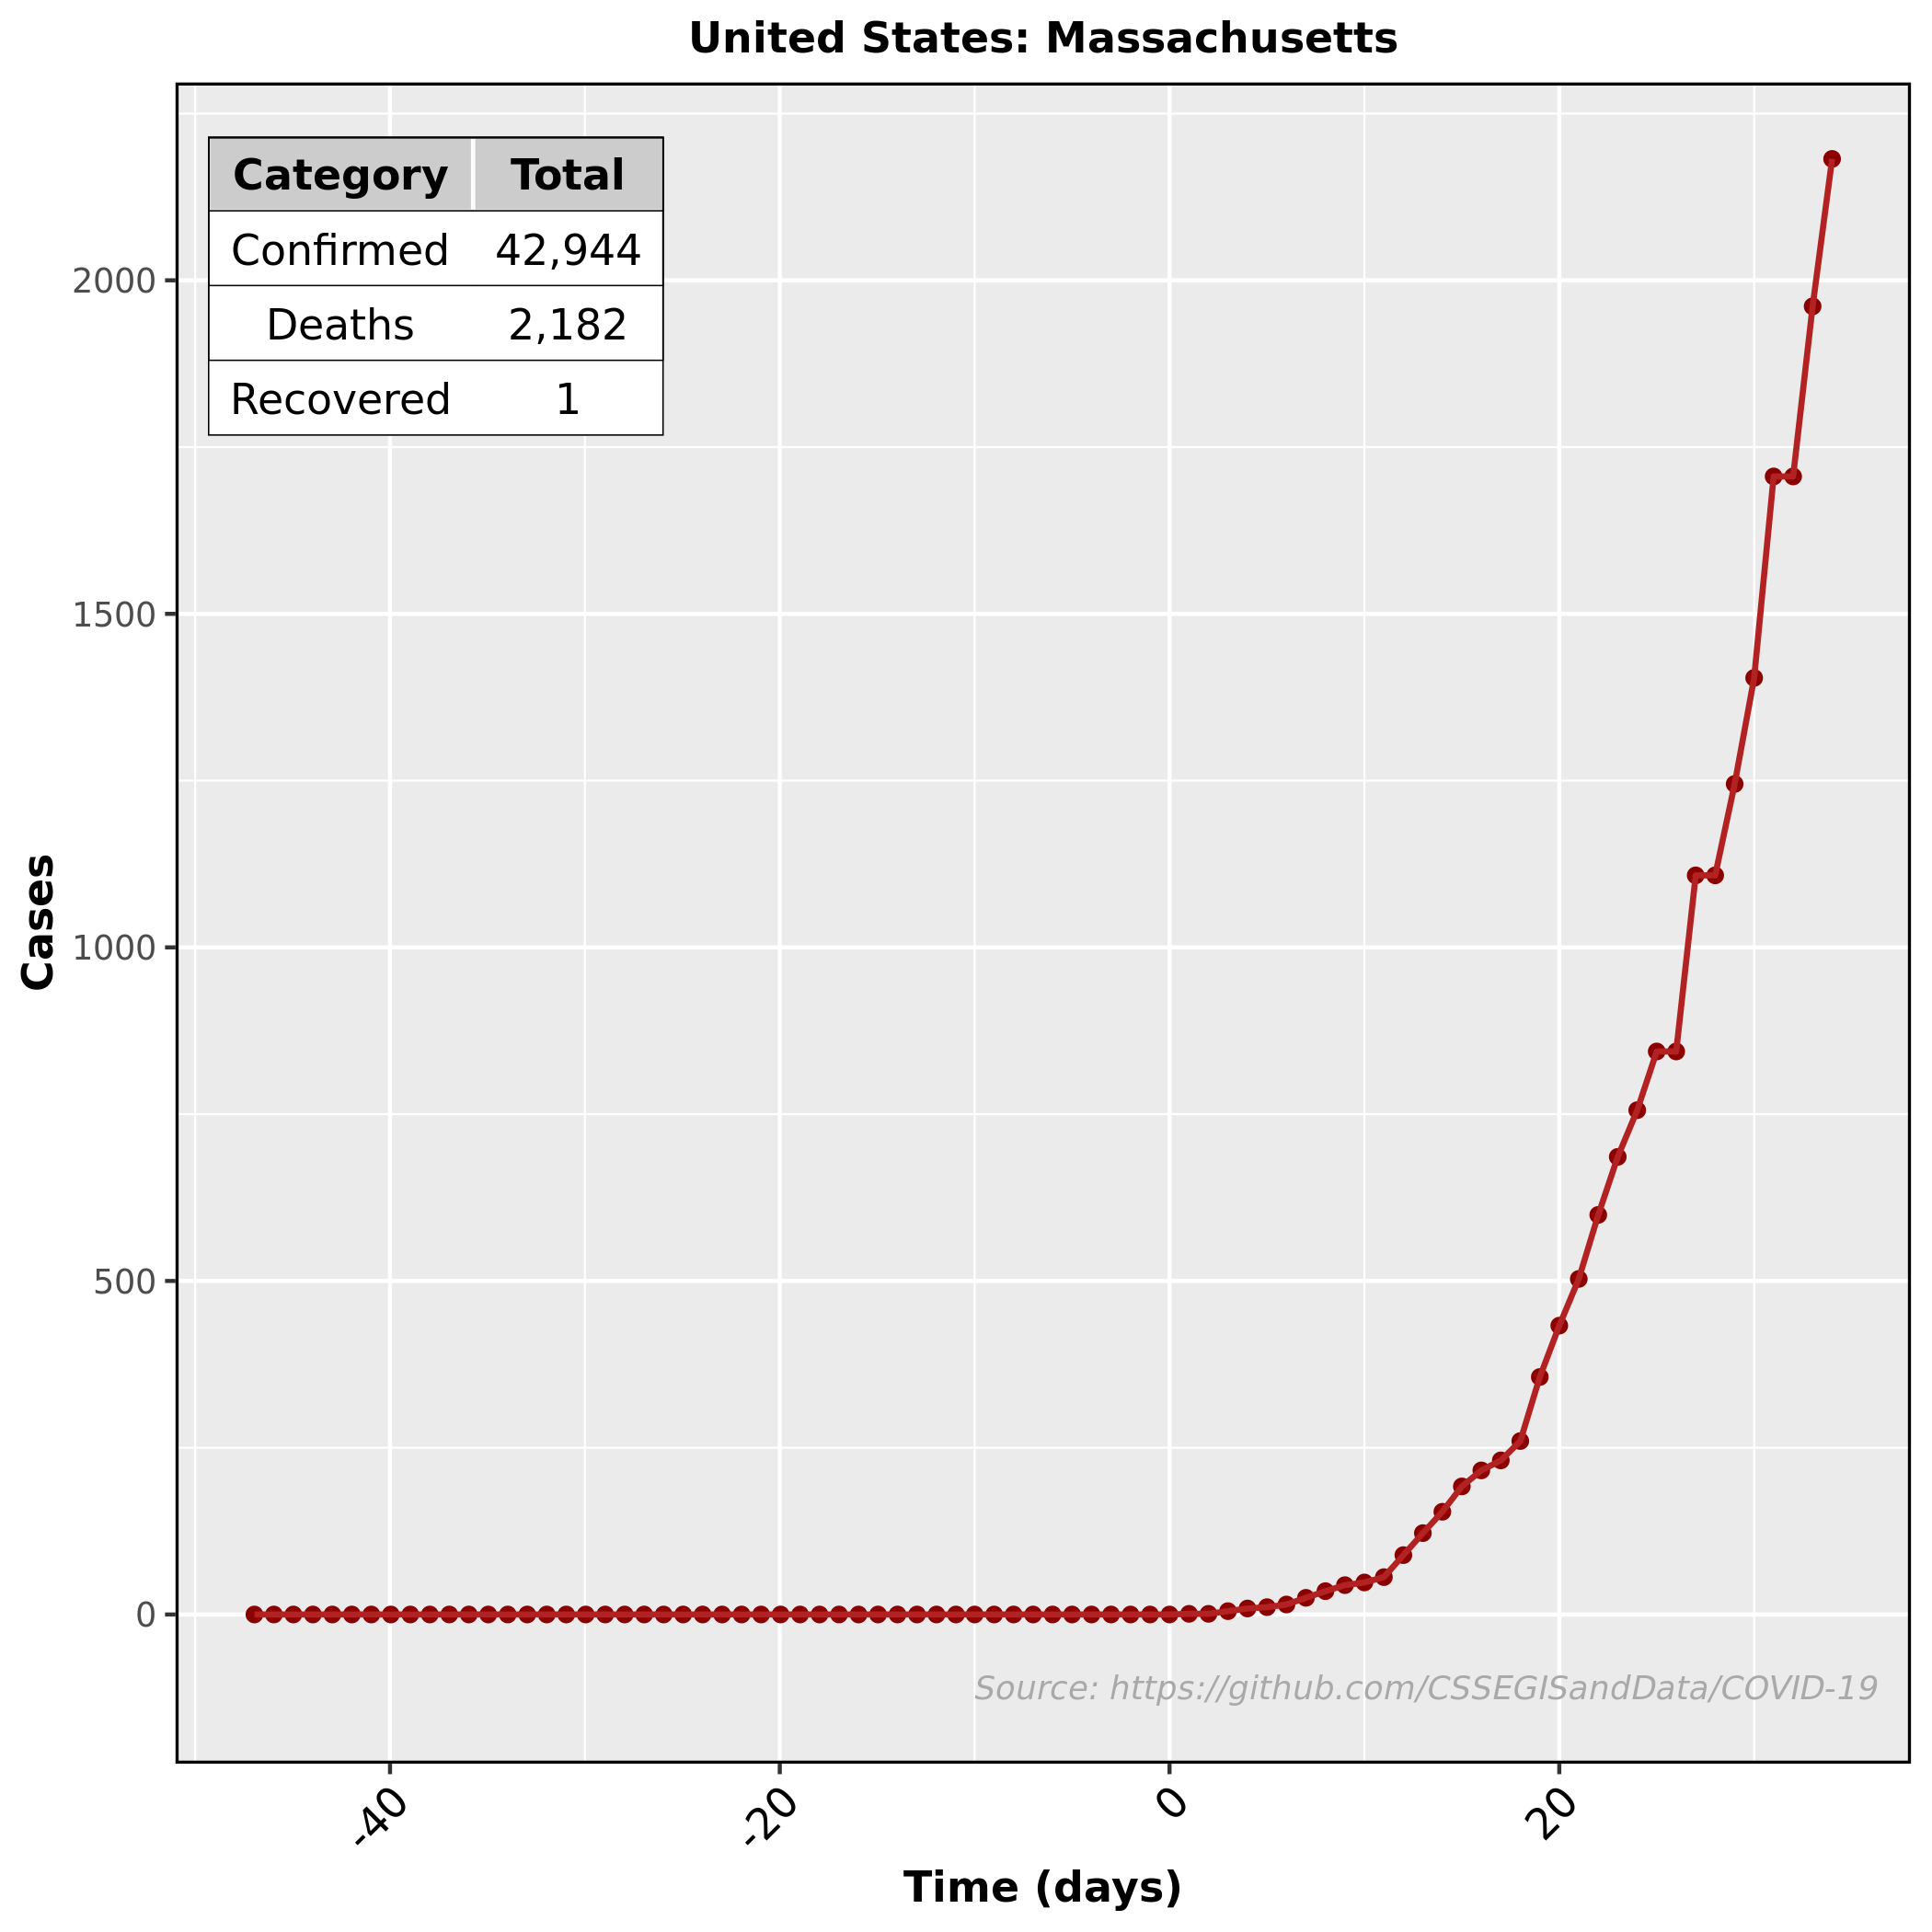 United States: Massachusetts
Category Total
Confirmed 42,944
Deaths 2,182
Recovered 1
2000
1500
1000
500
0
Cases
Source: https://github.com/CSSEGISandData/COVID-19
-40 -20 0 20
Time (days)